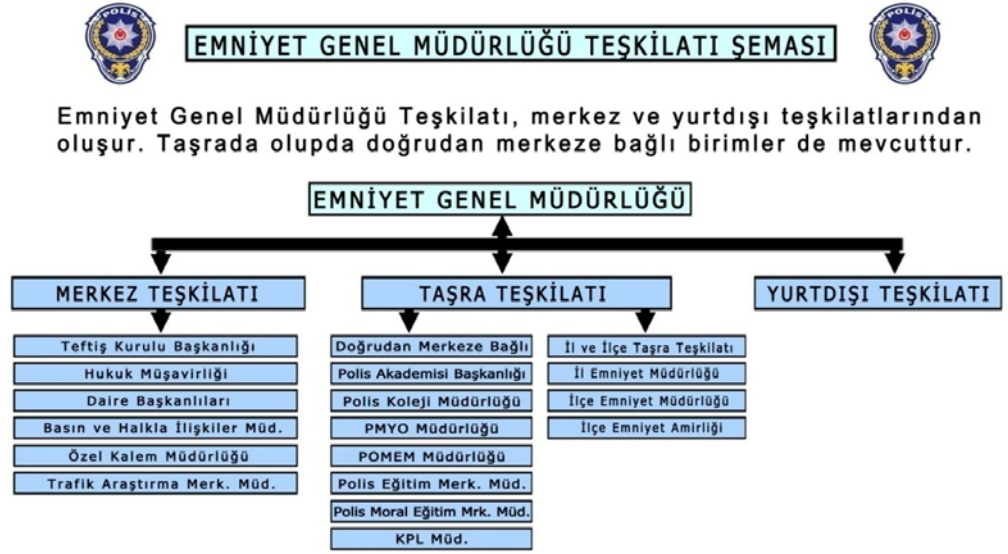 POLİS
POLİS
EMNİYET GENEL MÜDÜRLÜĞÜ TEŞKİLATI ŞEMASI
Emniyet Genel Müdürlüğü Teşkilatı, merkez ve yurtdışı teşkilatlarından
oluşur. Taşrada olupda doğrudan merkeze bağlı birimler de mevcuttur.
EMNİYET GENEL MÜDÜRLÜĞÜ
MERKEZ TEŞKİLATI
Teftiş Kurulu Başkanlığı
Hukuk Müşavirliği
Daire Başkanlıları
Basın ve Halkla İlişkiler Müd.
Özel Kalem Müdürlüğü
Trafik Araştırma Merk. Müd.
TAŞRA TEŞKİLATI
Doğrudan Merkeze Bağlı
Polis Akademisi Başkanlığı
Polis Koleji Müdürlüğü
PMYO Müdürlüğü
POMEM Müdürlüğü
Polis Eğitim Merk. Müd.
Polis Moral Eğitim Mrk. Müd.
KPL Müd.
İl ve İlçe Taşra Teşkilatı
İl Emniyet Müdürlüğü
İlçe Emniyet Müdürlüğü
İlçe Emniyet Amirliği
YURTDIŞI TEŞKİLATI